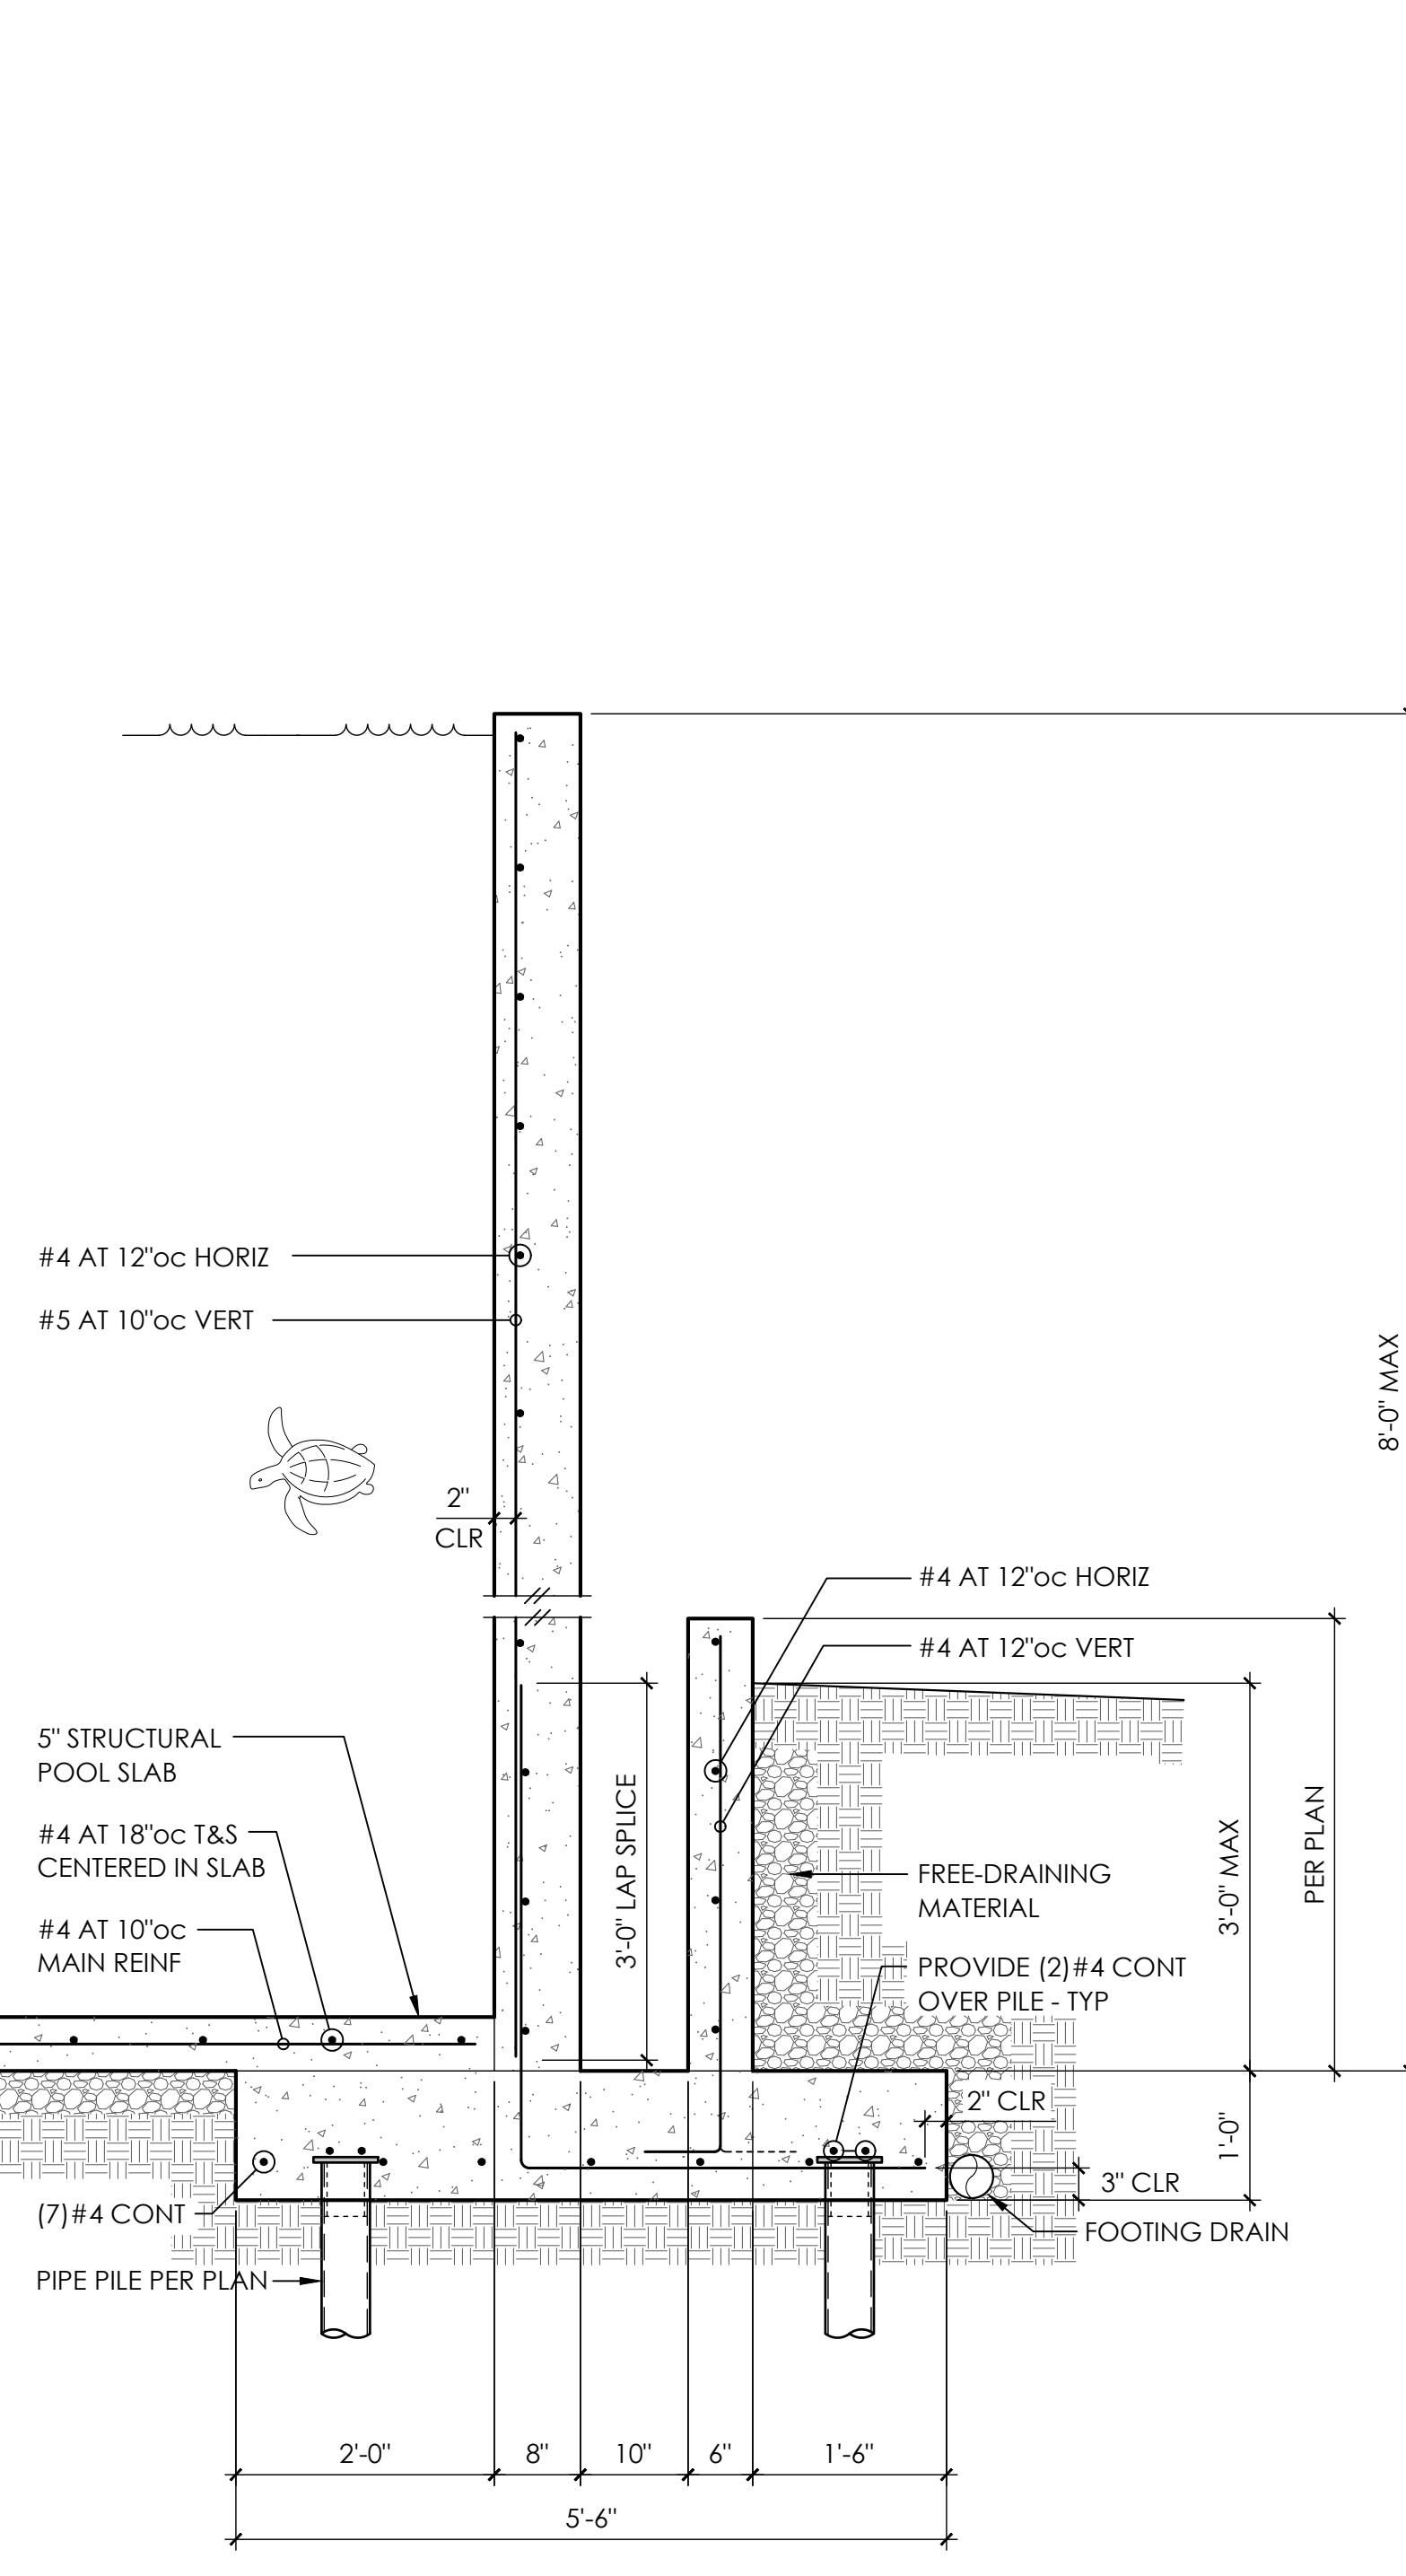 #4 AT 12"oc HORIZ
#5 AT 10"oc VERT
8'-0" MAX
2"
CLR
#4 AT 12"oc HORIZ
#4 AT 12"oc VERT
5" STRUCTURAL
POOL SLAB
#4 AT 18"oc T&S
CENTERED IN SLAB
#4 AT 10"oc
MAIN REINF
3'-0" LAP SPLICE
FREE-DRAINING
MATERIAL
PROVIDE (2)#4 CONT
OVER PILE - TYP
3'-0" MAX
PER PLAN
2" CLR
1'-0"
3" CLR
(7)#4 CONT
FOOTING DRAIN
PIPE PILE PER PLAN
2'-0"
8"
10"
6"
1'-6"
5'-6"